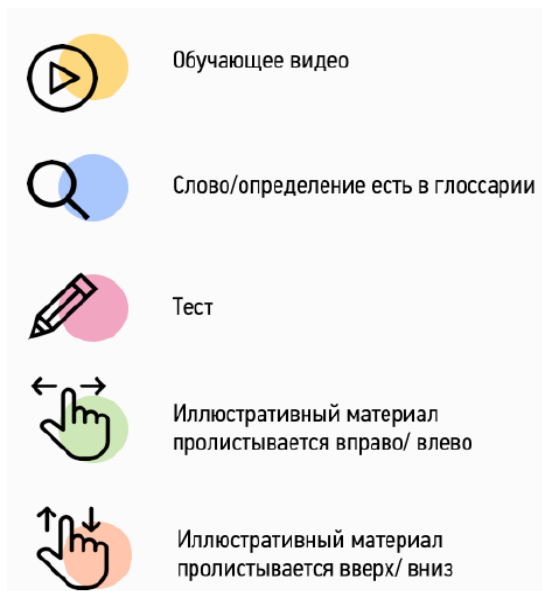 Обучающее видео
Слово/определение есть в глоссарии
Тест
Иллюстративный материал
пролистывается вправо/ влево
Иллюстративный материал
пролистывается вверх/ вниз